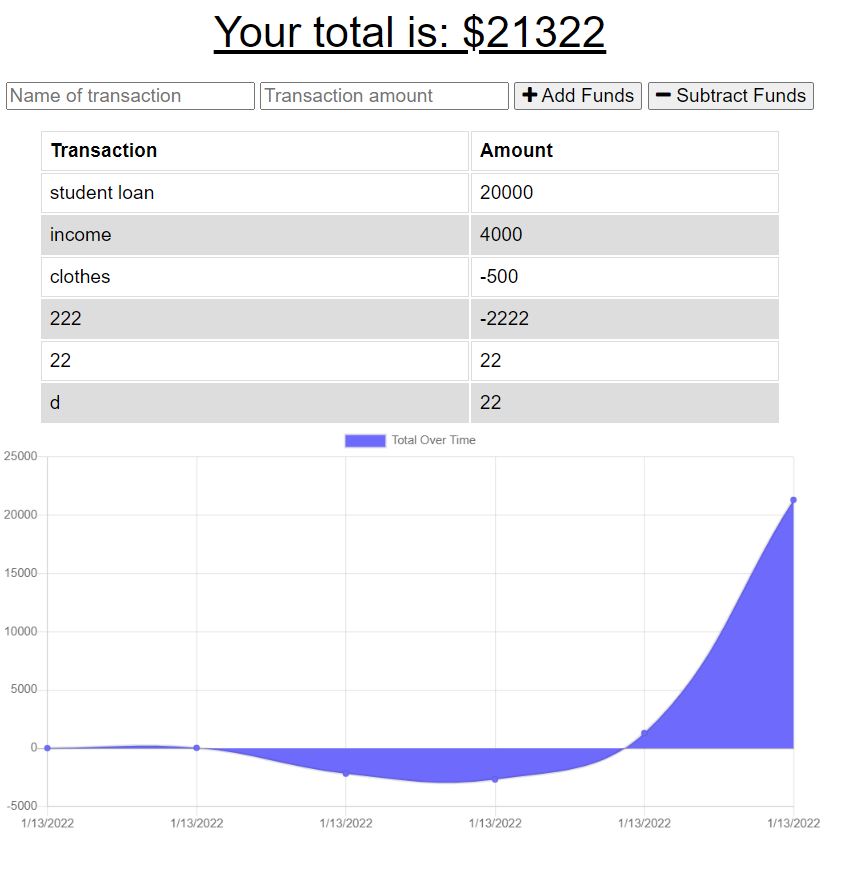 Your total is: $21322
Name of transaction Transaction amount Add Funds Subtract Funds
Transaction Amount
student loan 20000
income 4000
clothes -500
222 -2222
22 22
d 22
Total Over Time
25000
20000
15000
10000
5000
0
-5000
1/13/2022 1/13/2022 1/13/2022 1/13/2022 1/13/2022 1/13/2022